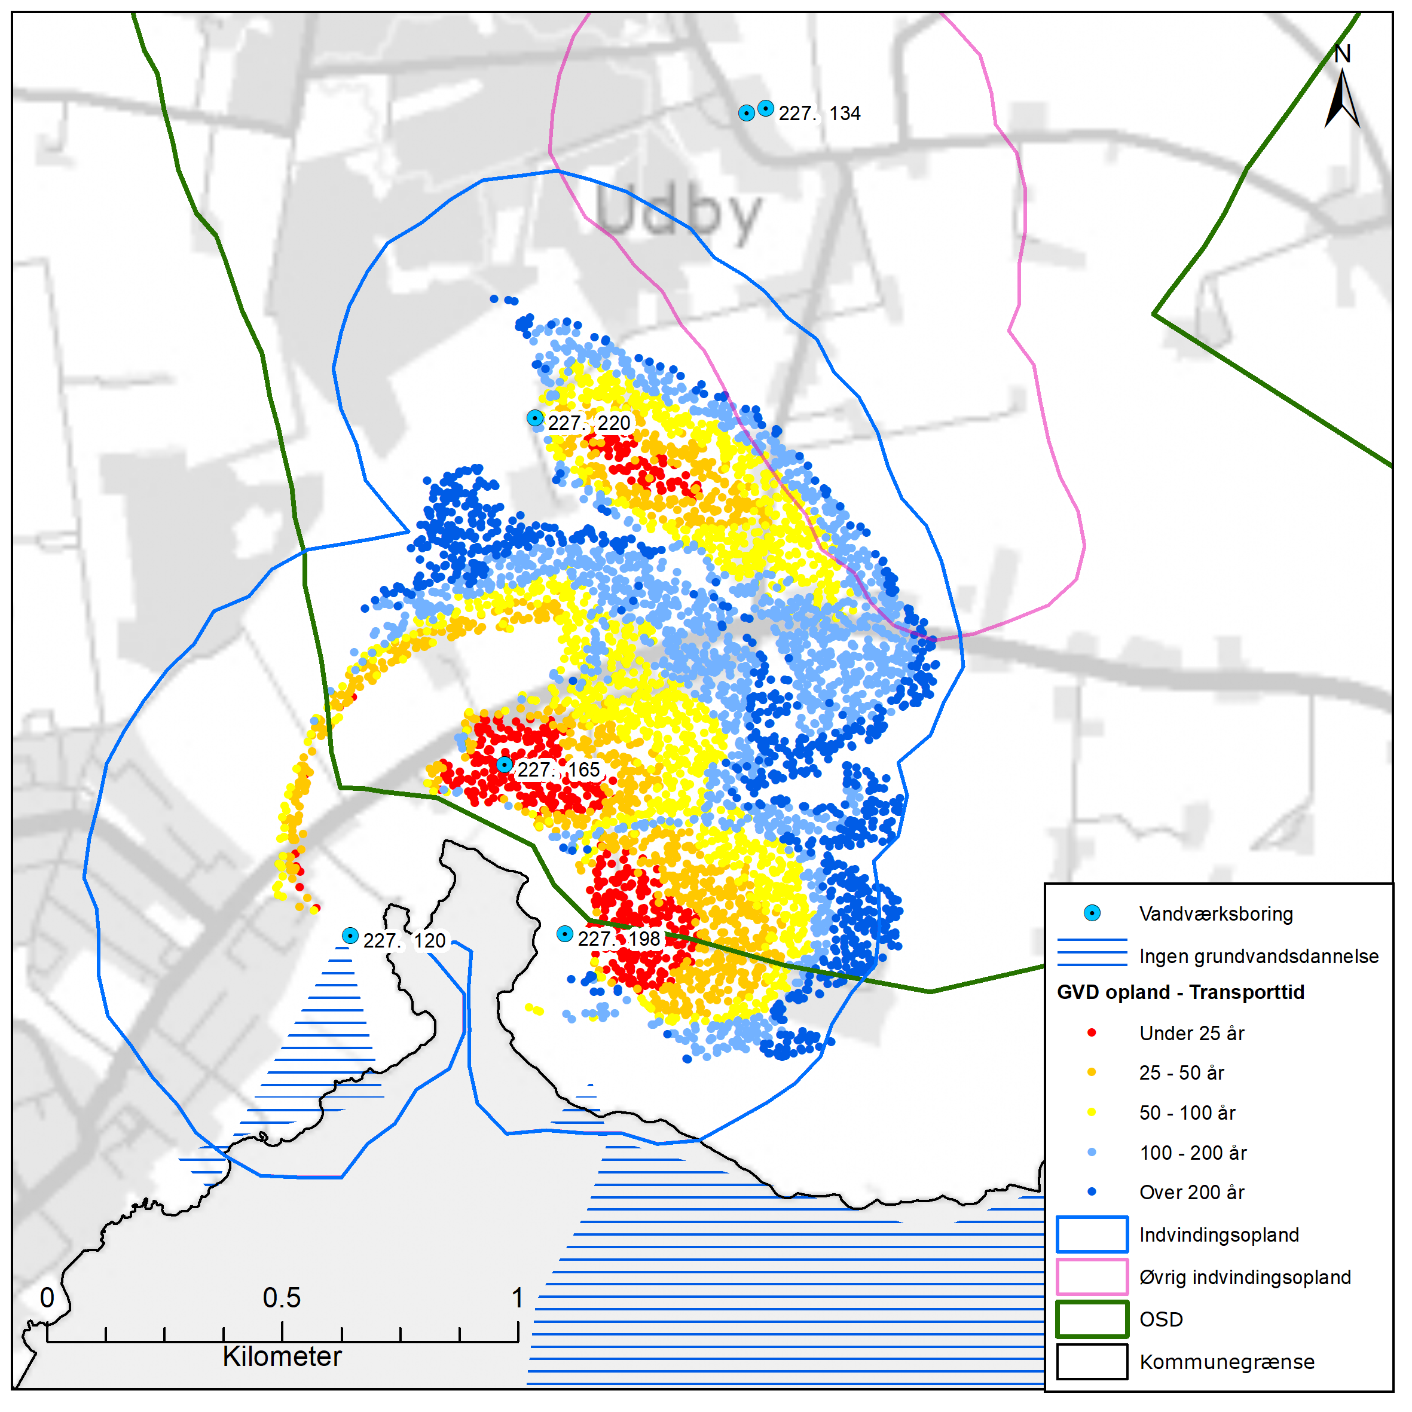 N
227. 134
Udby
227. 220
227. 165
227. 120
227. 198
Vandværksboring
Ingen grundvandsdannelse
GVD opland - Transporttid
Under 25 år
25 - 50 år
50 - 100 år
100 - 200 år
Over 200 år
Indvindingsopland
Øvrig indvindingsopland
OSD
Kommunegrænse
0 0.5 1
Kilometer